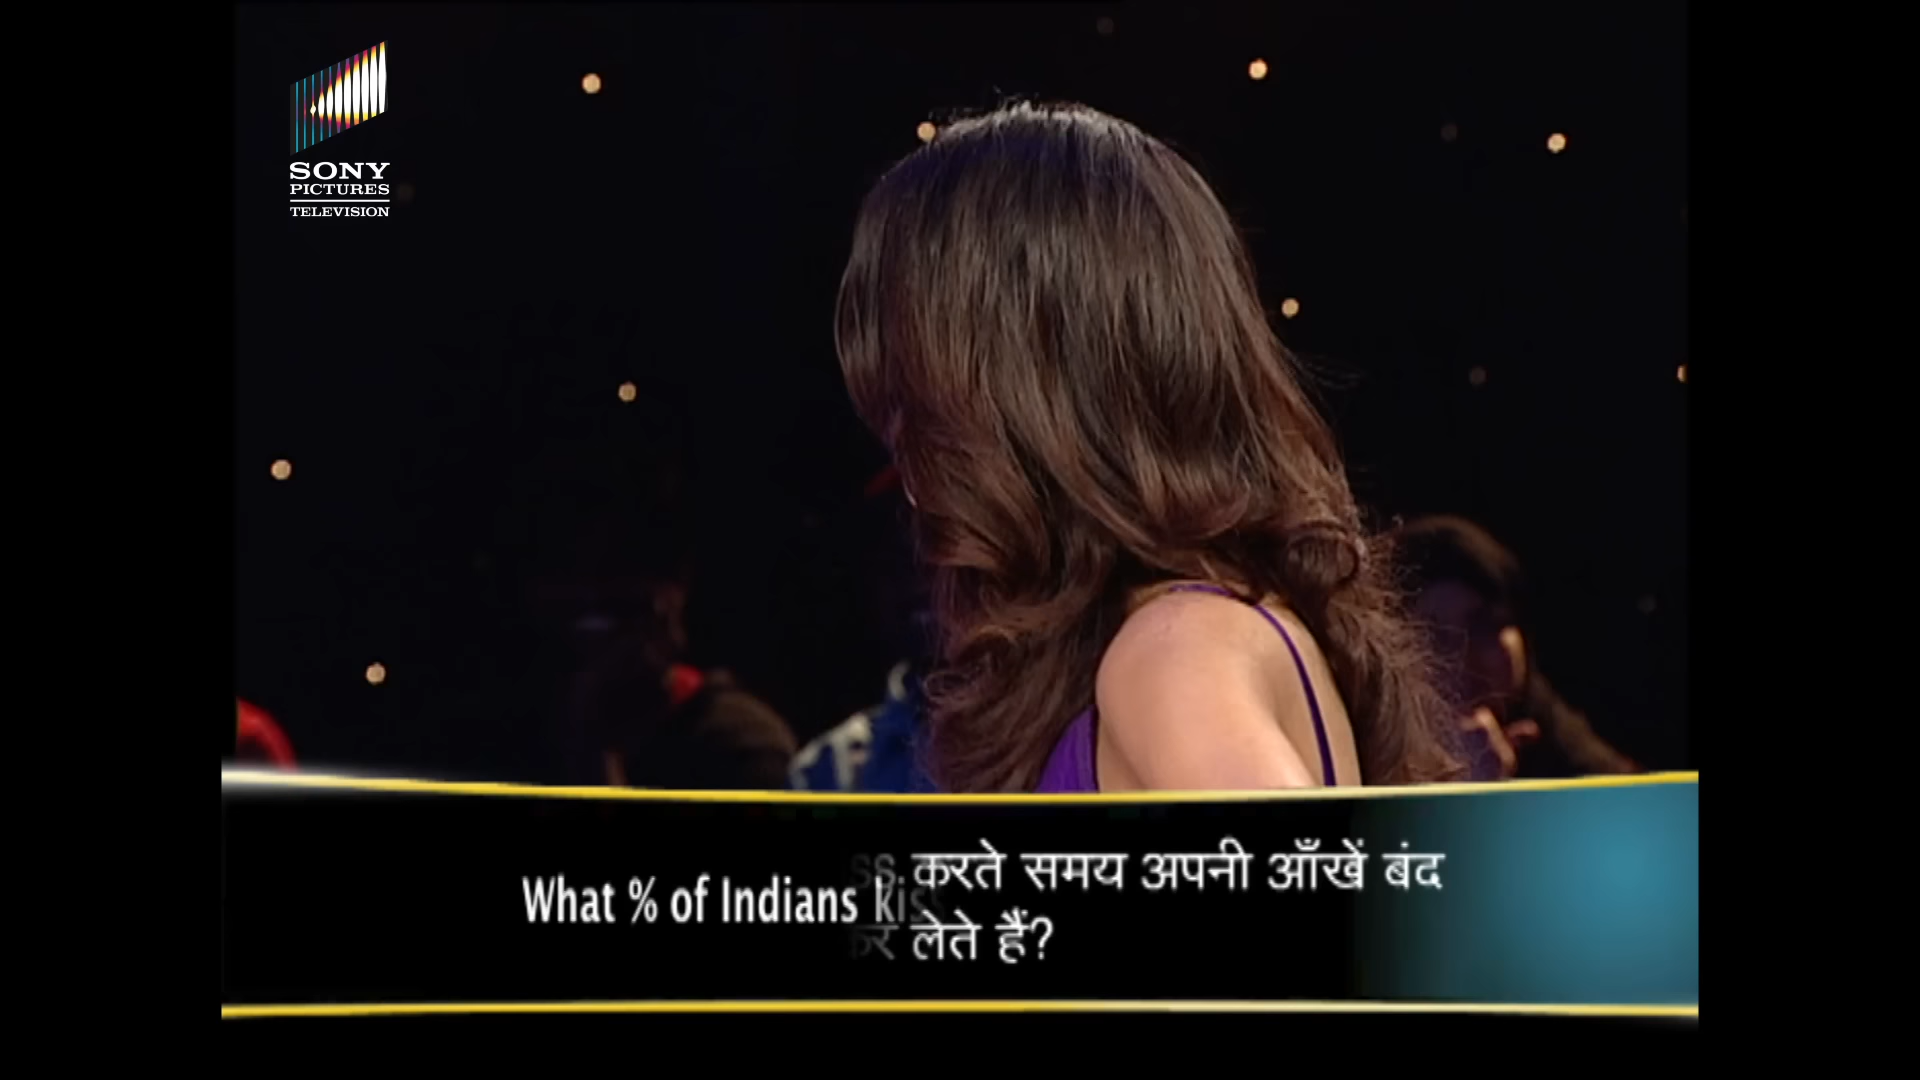 SONY
PICTURES
TELEVISION
What % of Indians
करते समय अपनी आँखें बंद
लेते हैं?